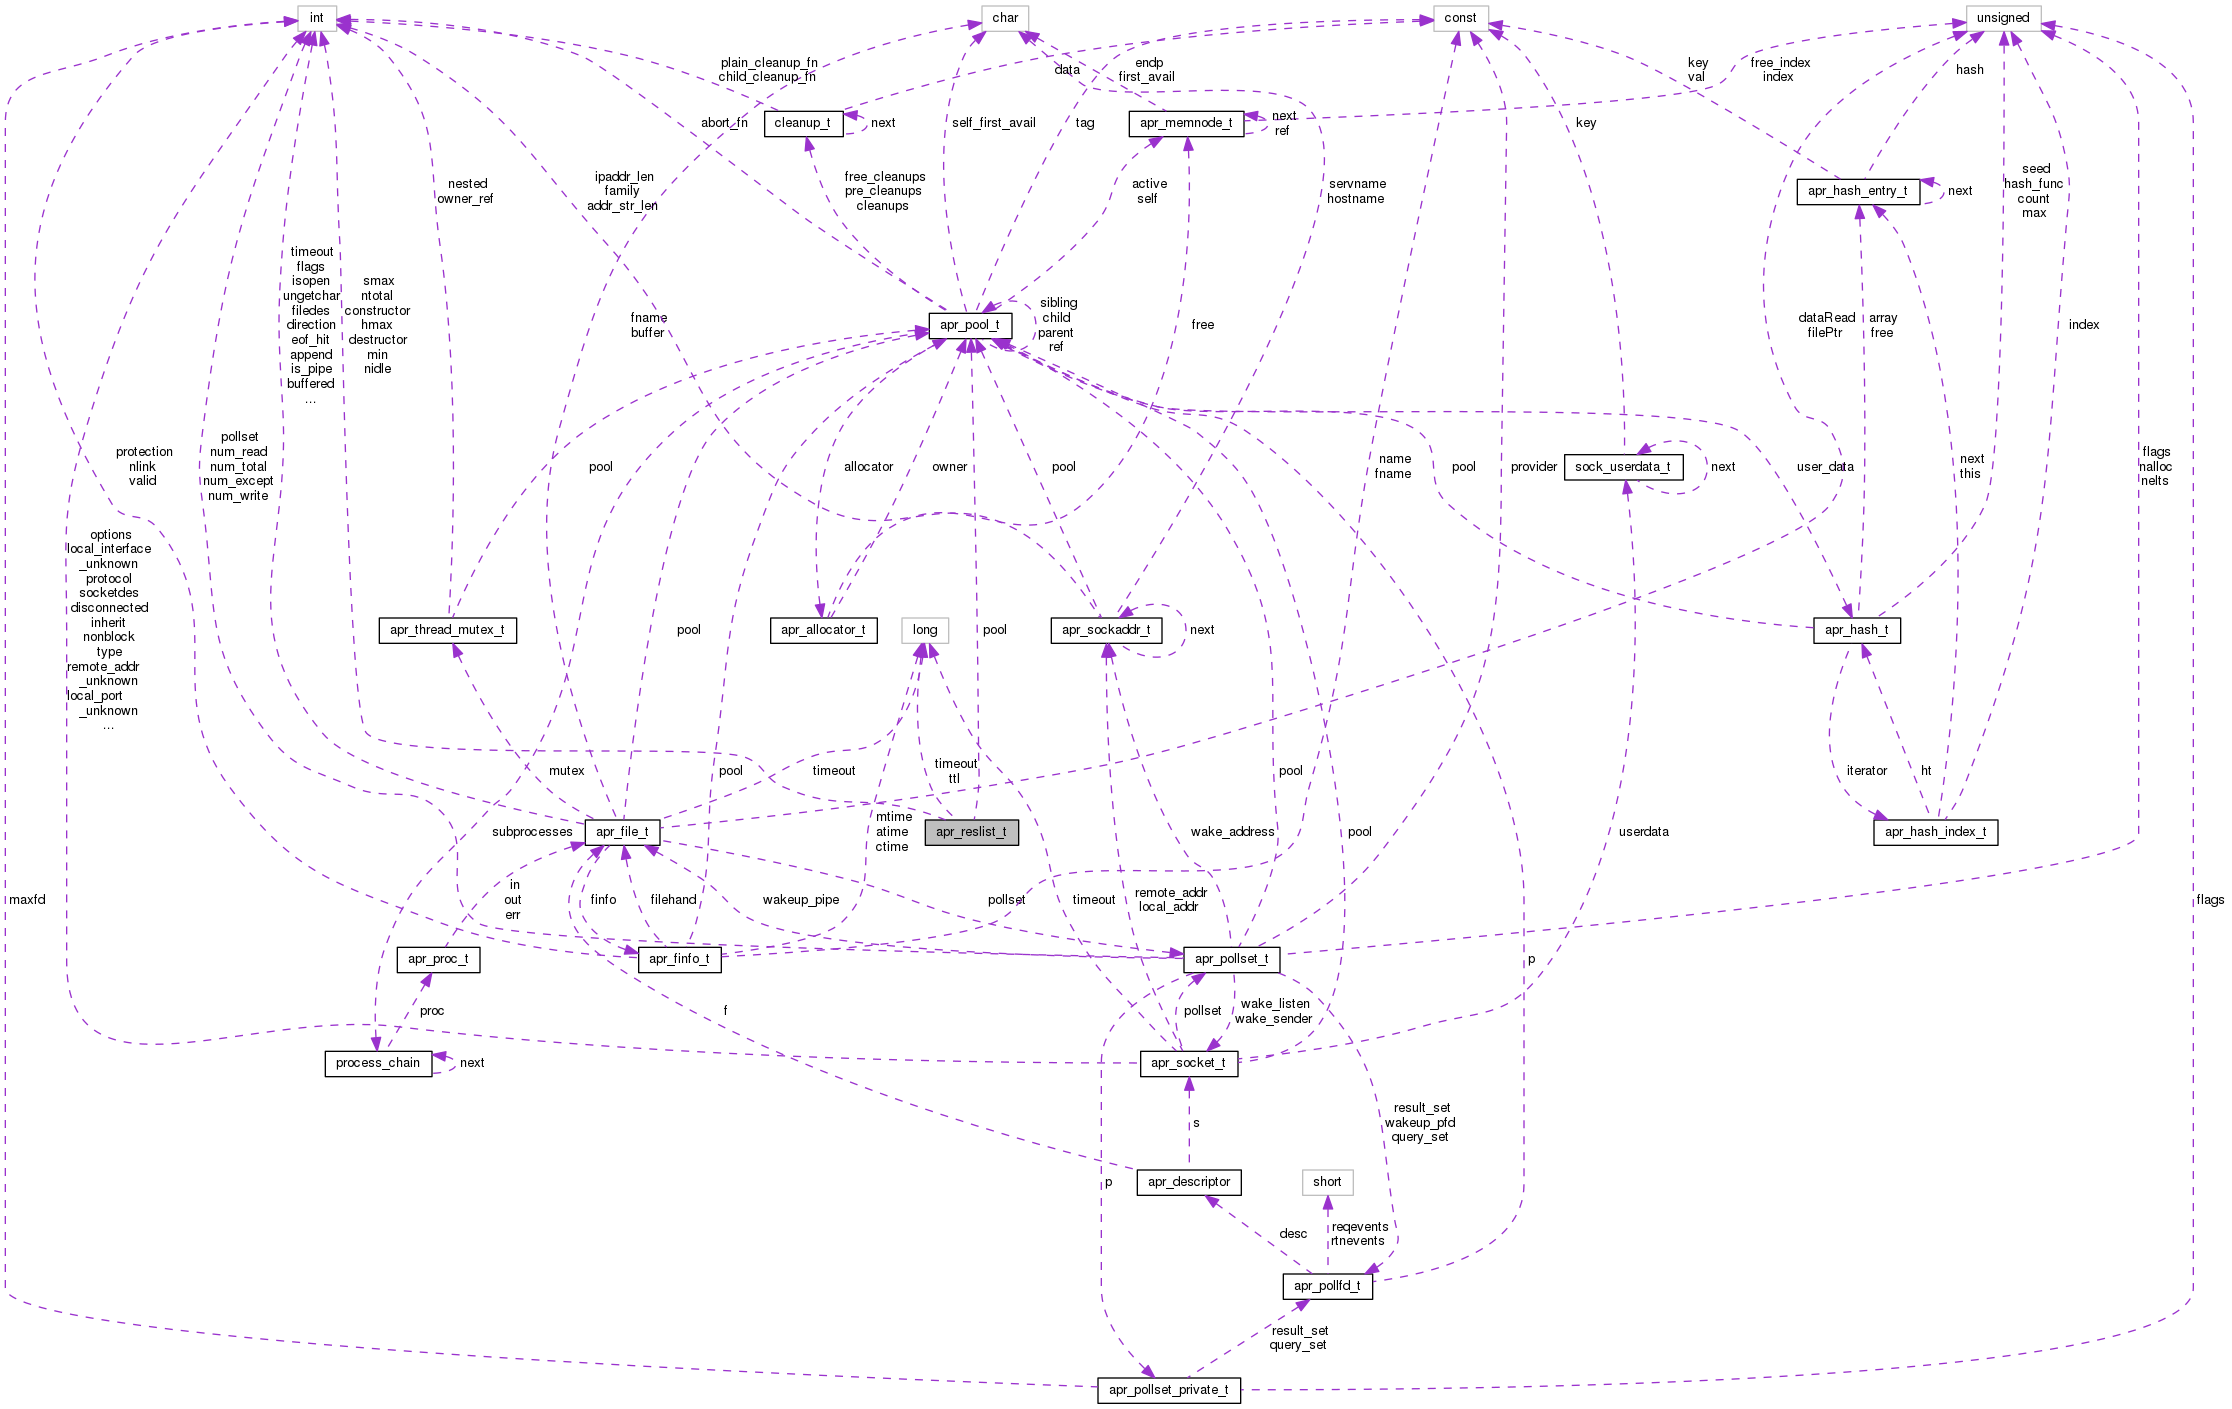 int
char
const
unsigned
plain_cleanup_fn
child_cleanup_fn
data
endp
first_avail
key
val
free_index
index
hash
abort_fn
cleanup_t
next
self_first_avail
tag
apr_memnode_t
next
ref
key
nested
owner_ref
ipaddr_len
family
addr_str_len
free_cleanups
pre_cleanups
cleanups
active
self
servname
hostname
apr_hash_entry_t
next
seed
hash_func
count
max
timeout
flags
isopen
ungetchar
filedes
direction
eof_hit
append
is_pipe
buffered
...
smax
ntotal
constructor
hmax
destructor
min
nidle
fname
buffer
apr_pool_t
sibling
child
parent
ref
free
dataRead
filePtr
array
free
index
protection
nlink
valid
pollset
num_read
num_total
num_except
num_write
pool
allocator
owner
pool
name
fname
pool
provider
sock_userdata_t
next
user_data
next
this
flags
nalloc
nelts
options
local_interface
_unknown
protocol
socketdes
disconnected
inherit
nonblock
type
remote_addr
_unknown
local_port
_unknown
...
apr_thread_mutex_t
pool
apr_allocator_t
long
pool
apr_sockaddr_t
next
apr_hash_t
mutex
pool
timeout
timeout
ttl
pool
iterator
ht
subprocesses
apr_file_t
mtime
atime
ctime
apr_reslist_t
wake_address
pool
userdata
apr_hash_index_t
maxfd
in
out
err
finfo
filehand
wakeup_pipe
pollset
timeout
remote_addr
local_addr
flags
apr_proc_t
apr_finfo_t
apr_pollset_t
p
proc
f
pollset
wake_listen
wake_sender
process_chain
next
apr_socket_t
s
result_set
wakeup_pfd
query_set
p
apr_descriptor
short
desc
reqevents
rtnevents
apr_pollfd_t
result_set
query_set
apr_pollset_private_t